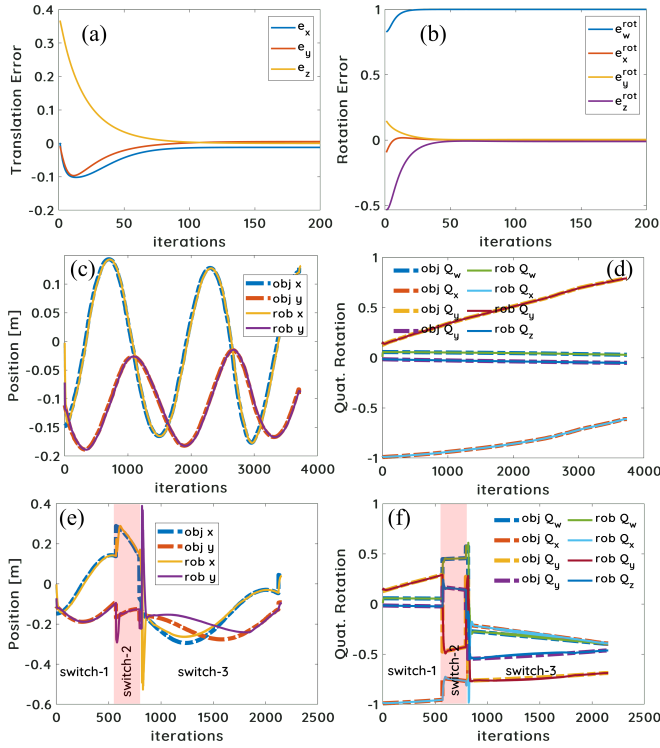 (a)
Translation Error
0.4
0.3
0.2
0.1
0
-0.1
-0.2
0 50 100 150 200
iterations
e_x
e_y
e_z
(b)
Rotation Error
1
0.5
0
-0.5
0 50 100 150 200
iterations
e_w^rot
e_x^rot
e_y^rot
e_z^rot
(c)
Position [m]
0.1
0.05
0
-0.05
-0.1
-0.15
-0.2
0 1000 2000 3000 4000
iterations
obj x
obj y
rob x
rob y
(d)
Quat. Rotation
1
0.5
0
-0.5
-1
0 1000 2000 3000 4000
iterations
obj Q_w rob Q_w
obj Q_x rob Q_x
obj Q_y rob Q_y
obj Q_y rob Q_z
(e)
Position [m]
0.4
0.2
0
-0.2
-0.4
-0.6
0 500 1000 1500 2000 2500
iterations
obj x
obj y
rob x
rob y
switch-1
switch-2
switch-3
(f)
Quat. Rotation
1
0.5
0
-0.5
-1
0 500 1000 1500 2000 2500
iterations
obj Q_w rob Q_w
obj Q_x rob Q_x
obj Q_y rob Q_y
obj Q_y rob Q_z
switch-1
switch-2
switch-3